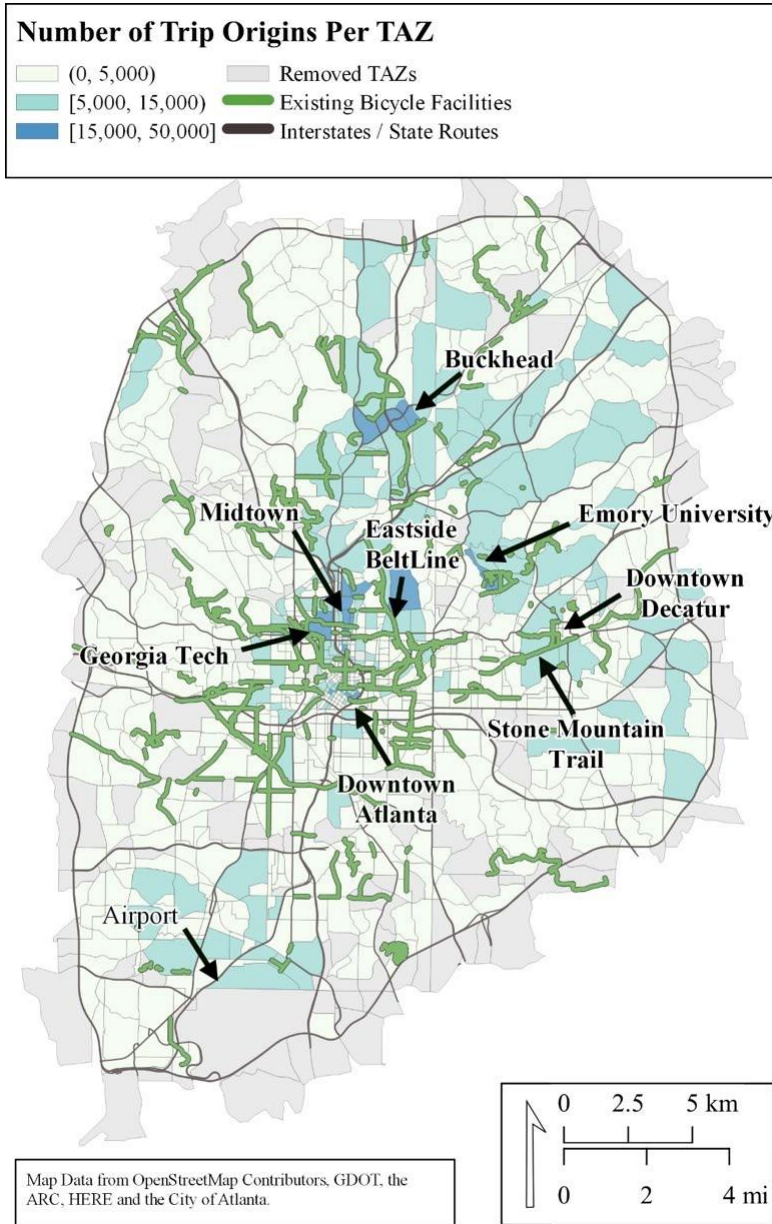 Number of Trip Origins Per TAZ
(0, 5,000)
Removed TAZs
[5,000, 15,000)
Existing Bicycle Facilities
[15,000, 50,000]
Interstates / State Routes
Buckhead
Midtown
Eastside
BeltLine
Emory University
Downtown
Decatur
Georgia Tech
Stone Mountain
Trail
Downtown
Atlanta
Airport
0 2.5 5 km
0 2 4 mi
Map Data from OpenStreetMap Contributors, GDOT, the
ARC, HERE and the City of Atlanta.